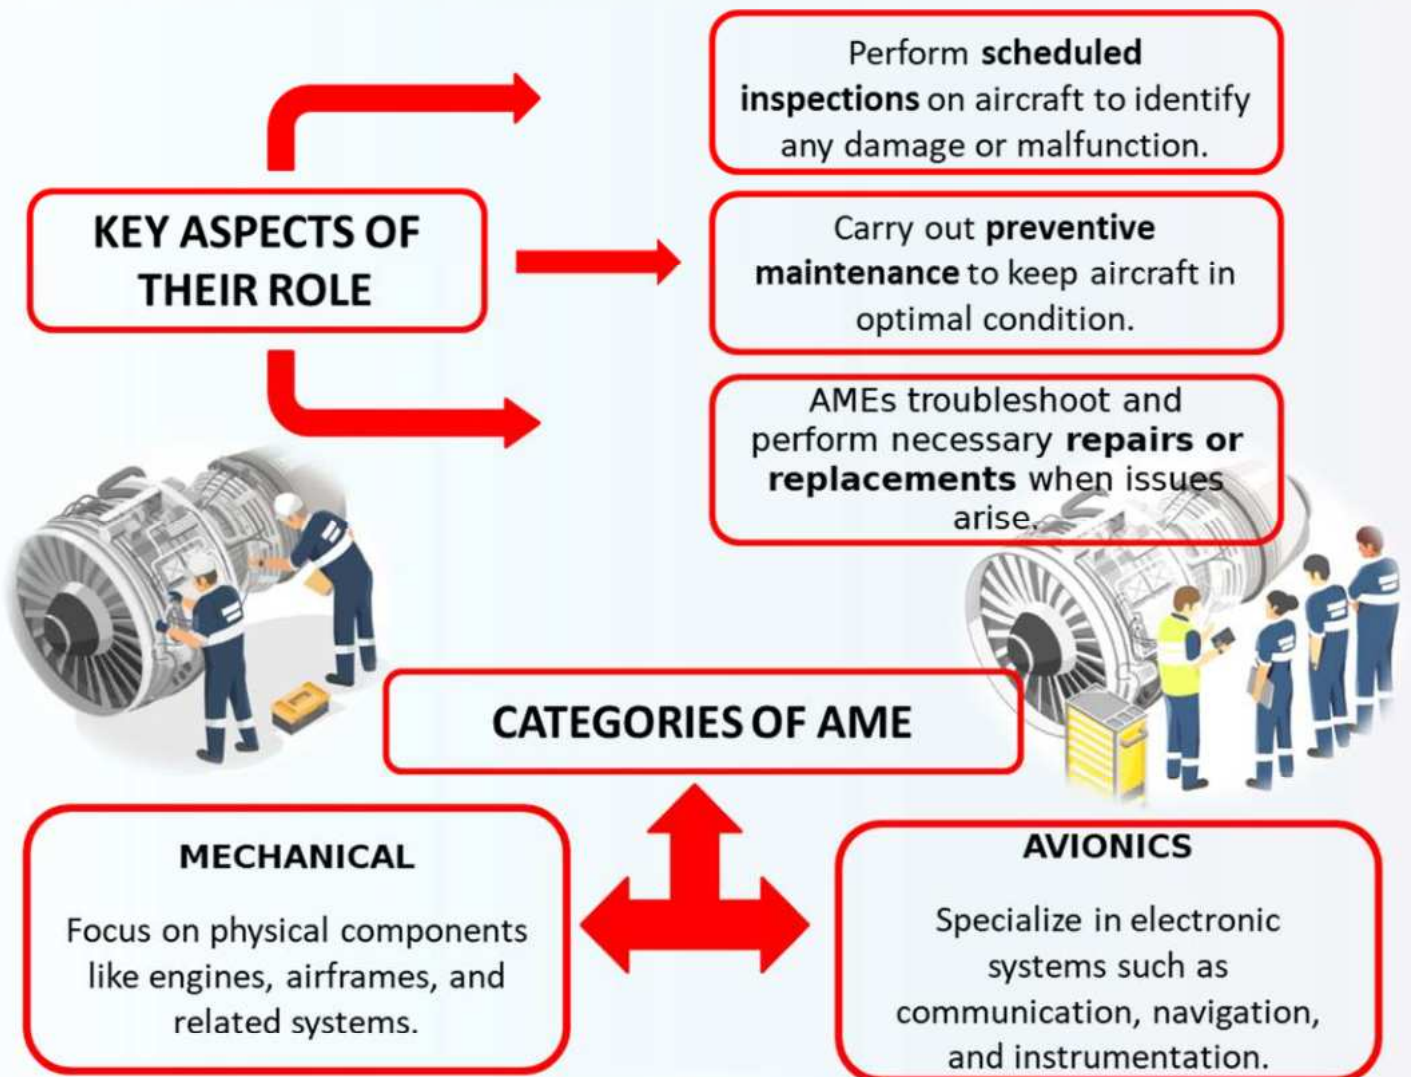 Perform scheduled
inspections on aircraft to identify
any damage or malfunction.
KEY ASPECTS OF
THEIR ROLE
Carry out preventive
maintenance to keep aircraft in
optimal condition.
AMEs troubleshoot and
perform necessary repairs or
replacements when issues
arise.
CATEGORIES OF AME
MECHANICAL
Focus on physical components
like engines, airframes, and
related systems.
AVIONICS
Specialize in electronic
systems such as
communication, navigation,
and instrumentation.